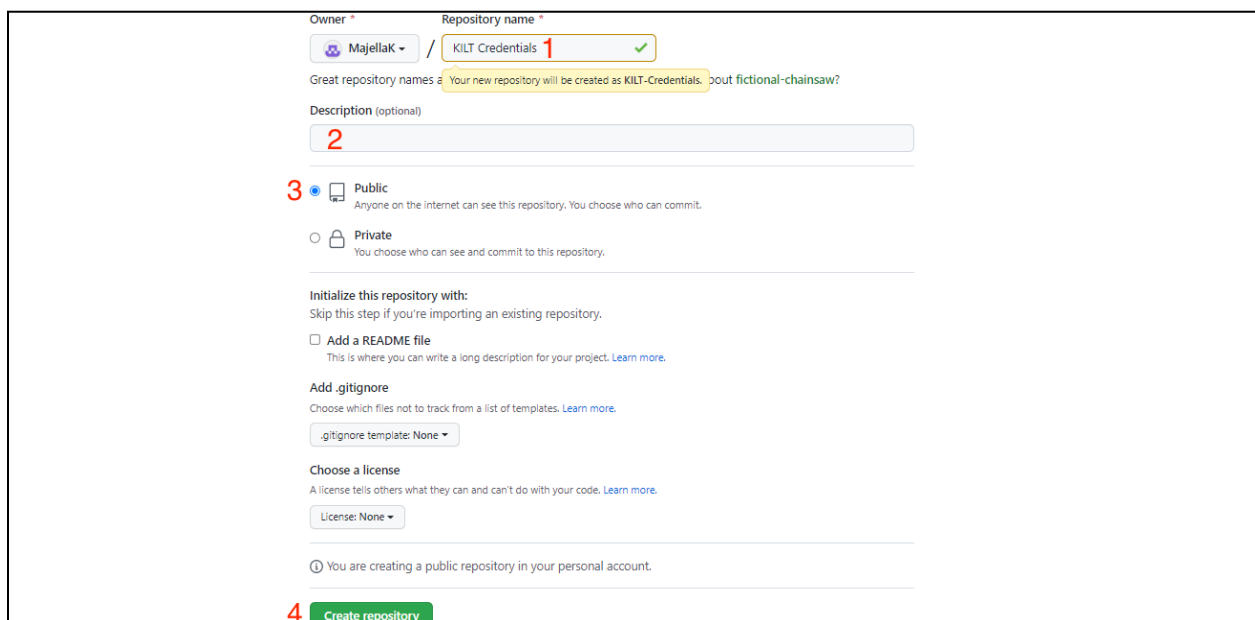 Owner * Repository name *
MajellaK / KILT Credentials 1
Great repository names a Your new repository will be created as KILT-Credentials. bout fictional-chainsaw?
Description (optional)
2
3 Public
Anyone on the internet can see this repository. You choose who can commit.
Private
You choose who can see and commit to this repository.
Initialize this repository with:
Skip this step if you're importing an existing repository.
Add a README file
This is where you can write a long description for your project. Learn more.
Add .gitignore
Choose which files not to track from a list of templates. Learn more.
.gitignore template: None
Choose a license
A license tells others what they can and can't do with your code. Learn more.
License: None
You are creating a public repository in your personal account.
4 Create repository